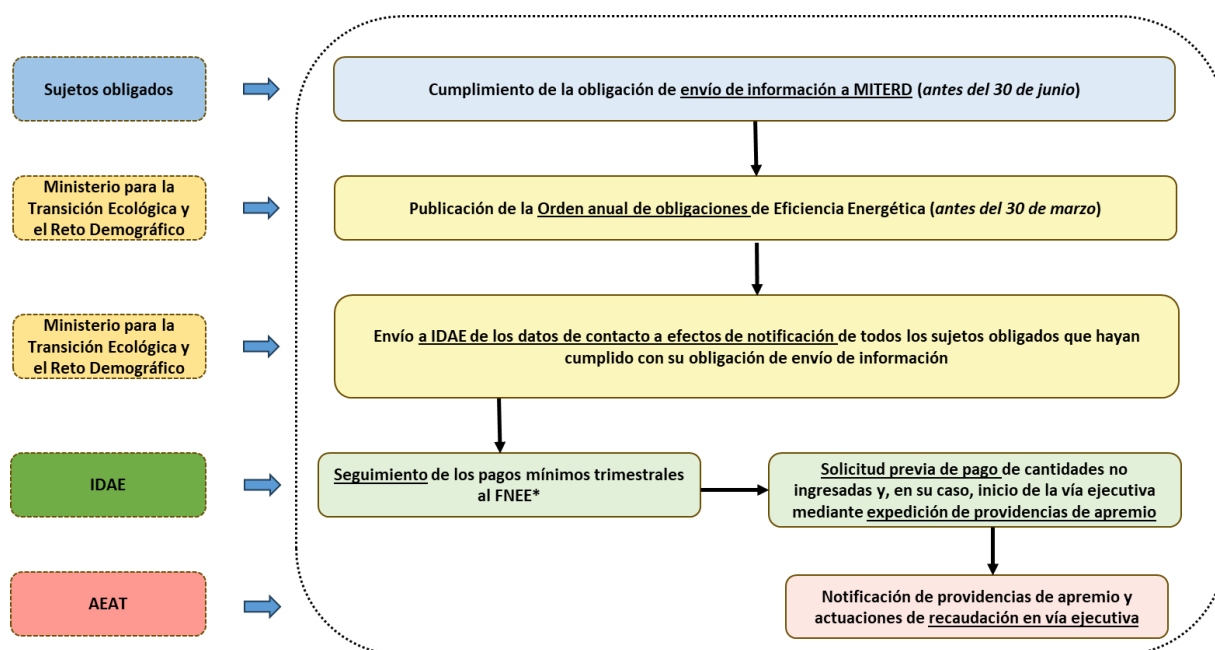 Sujetos obligados
Cumplimiento de la obligación de envío de información a MITERD (antes del 30 de junio)
Ministerio para la
Transición Ecológica y
el Reto Demográfico
Publicación de la Orden anual de obligaciones de Eficiencia Energética (antes del 30 de marzo)
Ministerio para la
Transición Ecológica y
el Reto Demográfico
Envío a IDAE de los datos de contacto a efectos de notificación de todos los sujetos obligados que hayan
cumplido con su obligación de envío de información
IDAE
Seguimiento de los pagos mínimos trimestrales
al FNEE*
Solicitud previa de pago de cantidades no
ingresadas y, en su caso, inicio de la vía ejecutiva
mediante expedición de providencias de apremio
AEAT
Notificación de providencias de apremio y
actuaciones de recaudación en vía ejecutiva